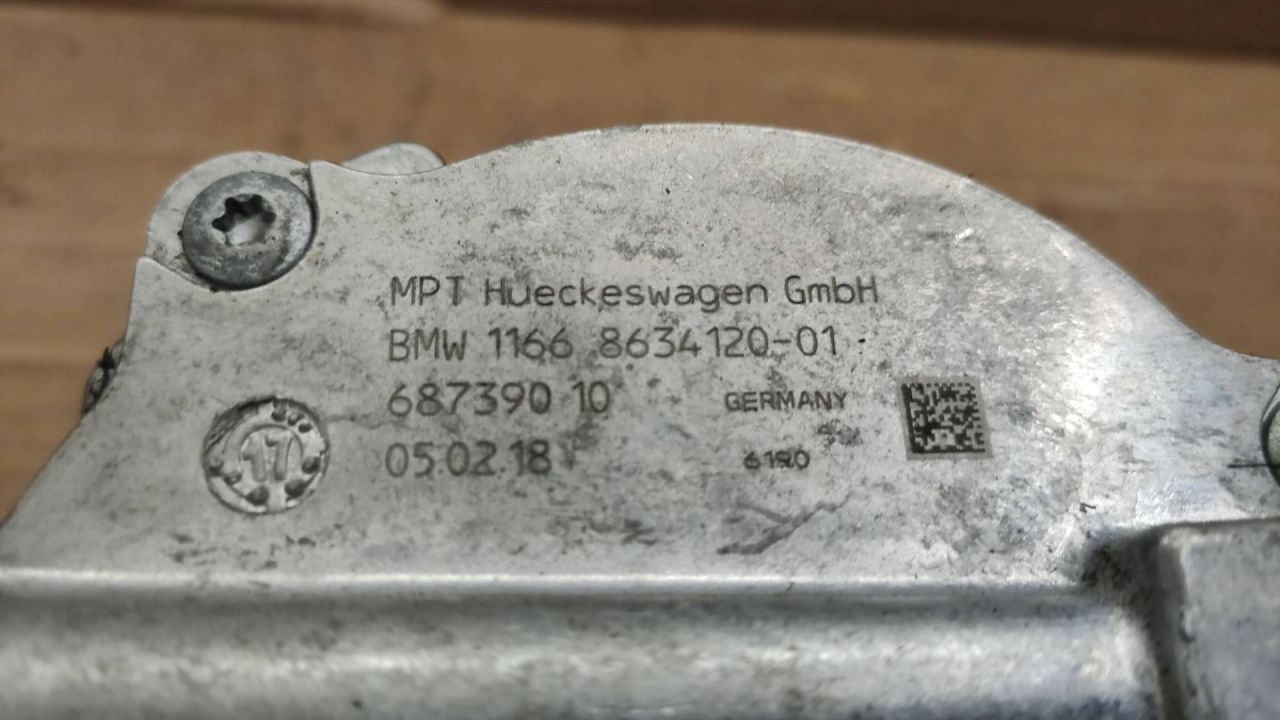 MPT Hueckeswagen GmbH
BMW 1166 8634120-01
687390 10 GERMANY
05.02.18 6190
17